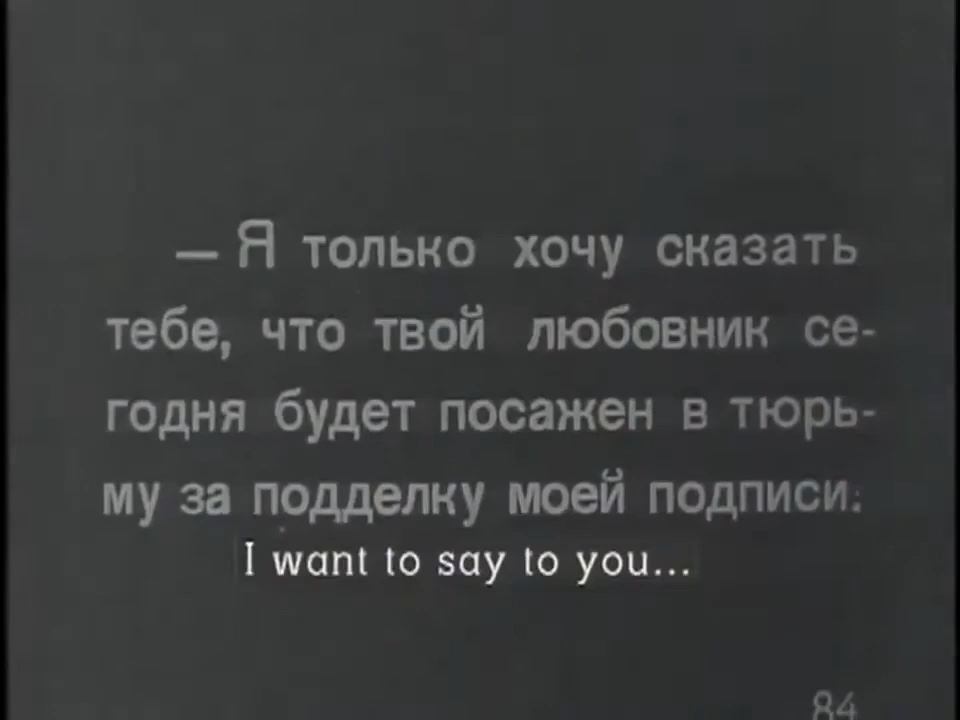 — Я только хочу сказать
тебе, что твой любовник се-
годня будет посажен в тюрь-
му за подделку моей подписи.
I want to say to you...
84